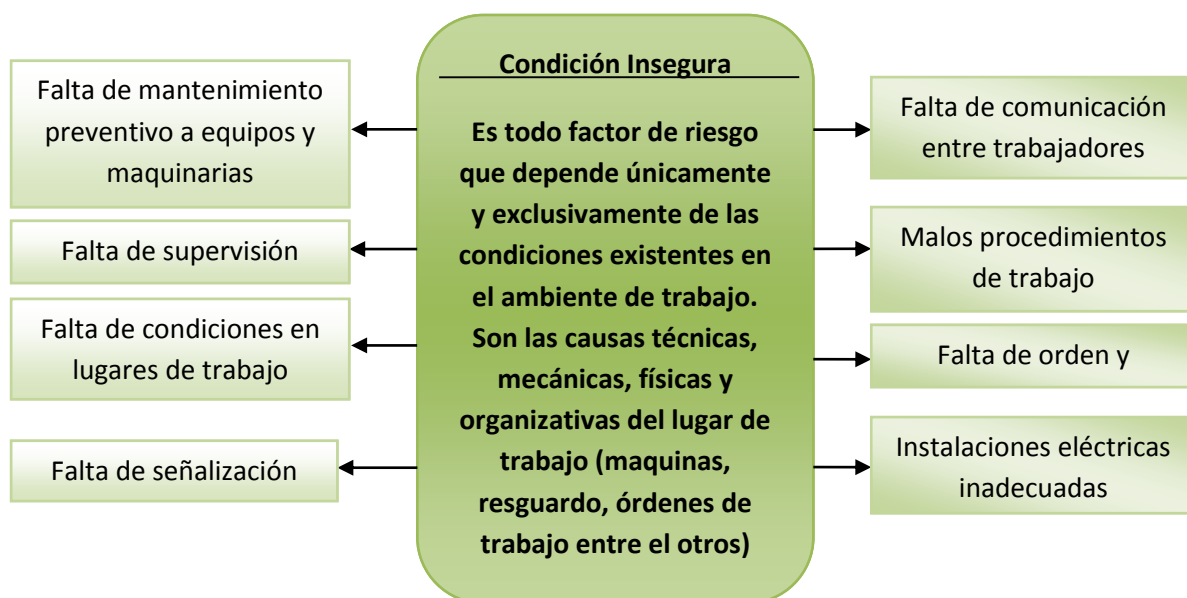 Condición Insegura
Es todo factor de riesgo
que depende únicamente
y exclusivamente de las
condiciones existentes en
el ambiente de trabajo.
Son las causas técnicas,
mecánicas, físicas y
organizativas del lugar de
trabajo (maquinas,
resguardo, órdenes de
trabajo entre el otros)
Falta de mantenimiento
preventivo a equipos y
maquinarias
Falta de supervisión
Falta de condiciones en
lugares de trabajo
Falta de señalización
Falta de comunicación
entre trabajadores
Malos procedimientos
de trabajo
Falta de orden y
Instalaciones eléctricas
inadecuadas